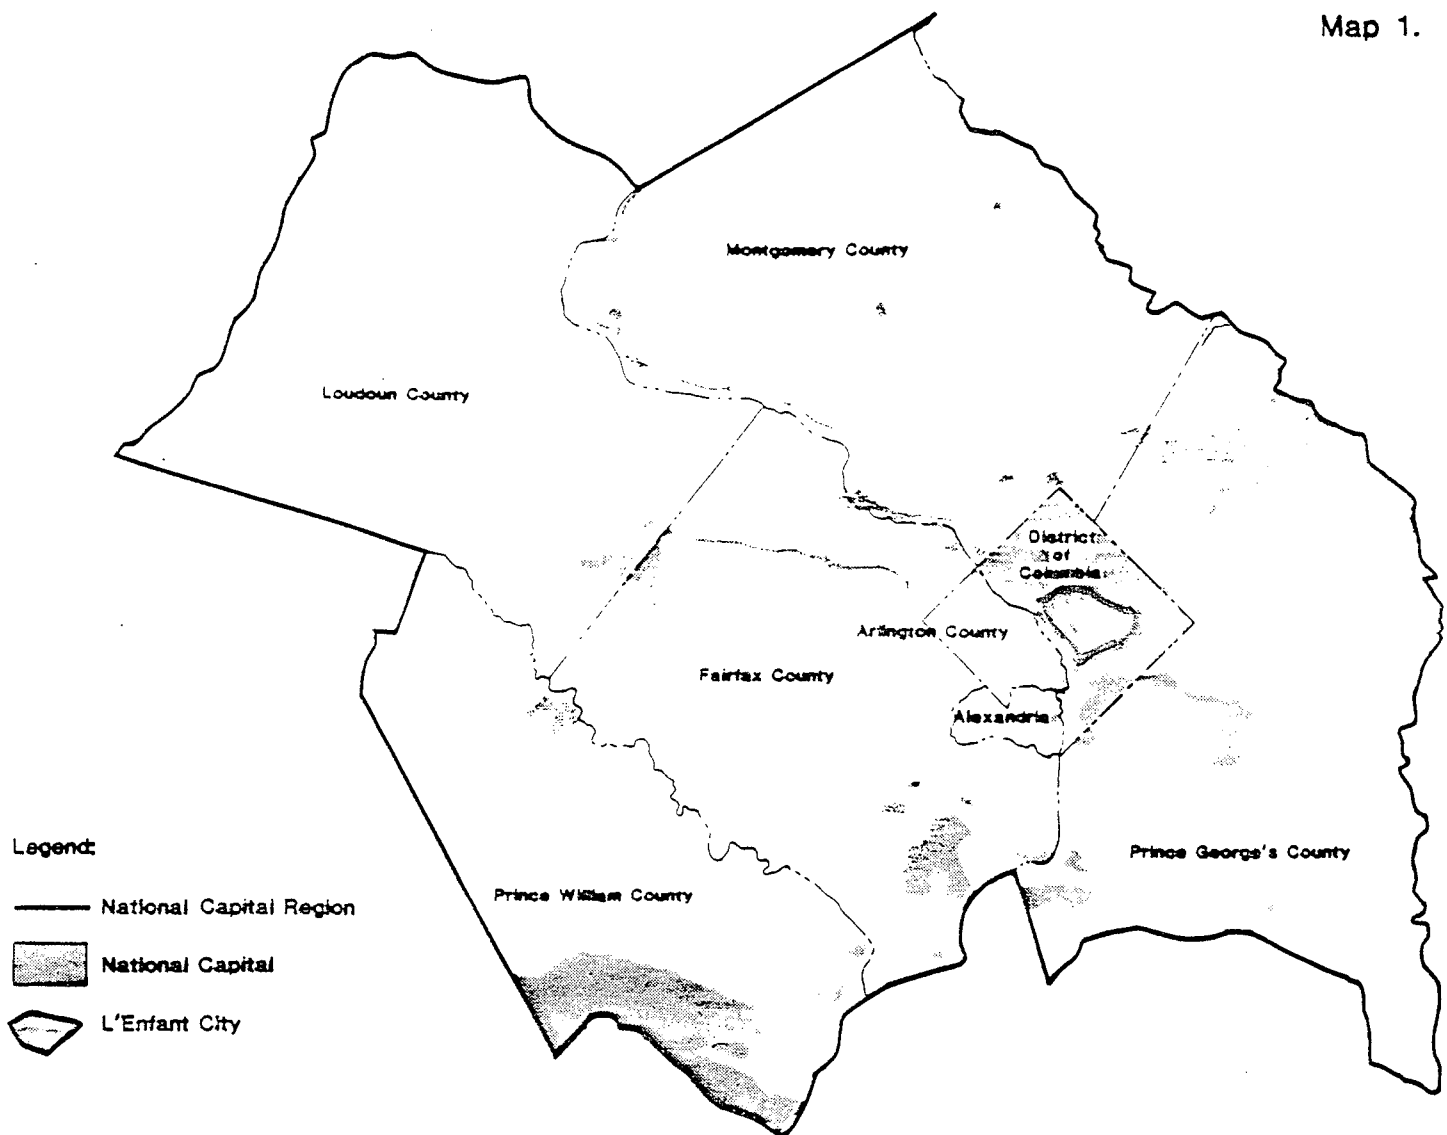 Map 1.
Montgomery County
Loudoun County
District
of
Columbia
Arlington County
Fairfax County
Alexandria
Prince George's County
Prince William County
Legend:
National Capital Region
National Capital
L'Enfant City